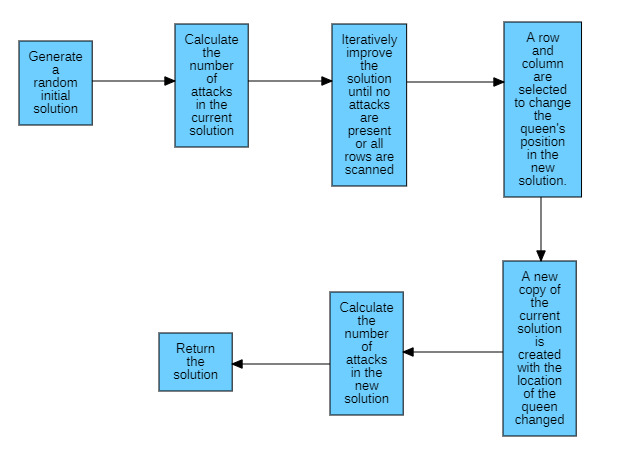 Generate
a
random
initial
solution
Calculate
the
number
of
attacks
in the
current
solution
Iteratively
improve
the
solution
until no
attacks
are
present
or all
rows are
scanned
A row
and
column
are
selected
to change
the
queen's
position
in the
new
solution.
A new
copy of
the
current
solution
is
created
with the
location
of the
queen
changed
Calculate
the
number
of
attacks
in the
new
solution
Return
the
solution